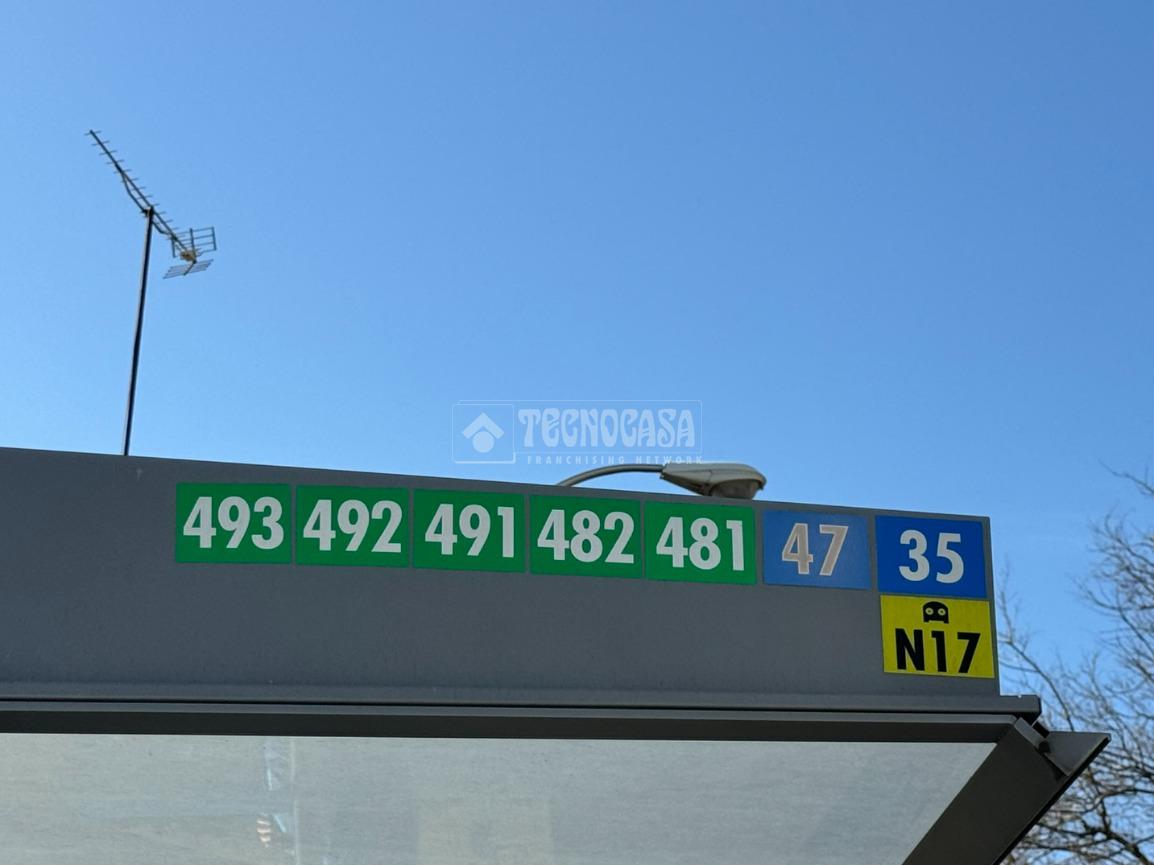 TECNOCASA
FRANCHISING NETWORK
493 492 491 482 481 47 35
N17